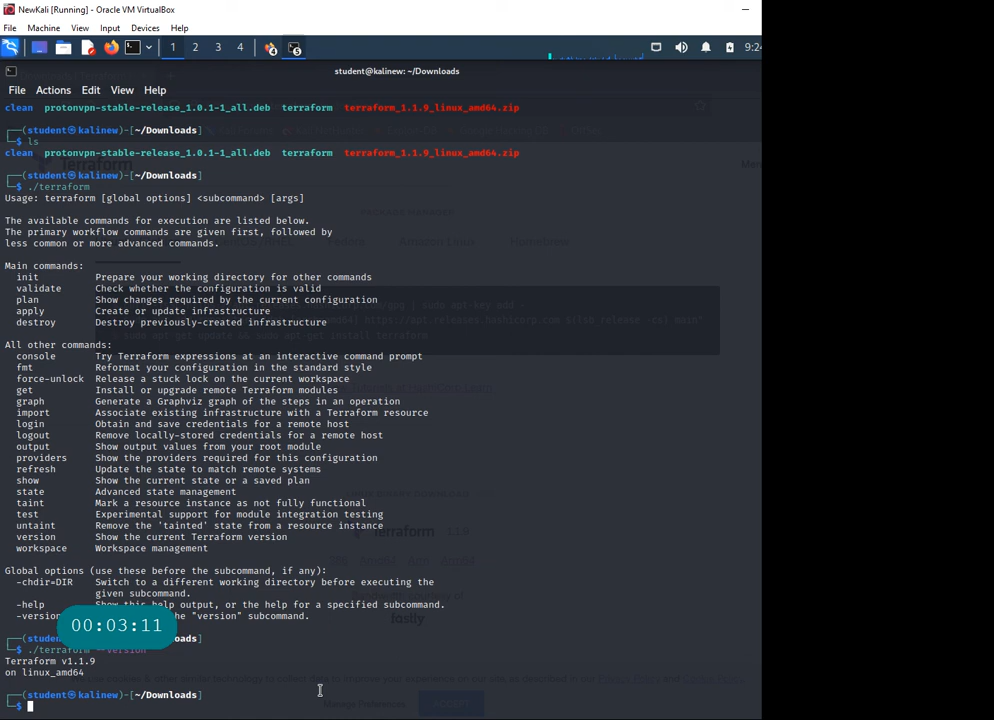 NewKali [Running] - Oracle VM VirtualBox
File Machine View Input Devices Help
1 2 3 4 5 9:24
student@kalinew: ~/Downloads
File Actions Edit View Help
clean protonvpn-stable-release_1.0.1-1_all.deb terraform terraform_1.1.9_linux_amd64.zip
(student㉿kalinew)-[~/Downloads]
$ ls
clean protonvpn-stable-release_1.0.1-1_all.deb terraform terraform_1.1.9_linux_amd64.zip
(student㉿kalinew)-[~/Downloads]
$ ./terraform
Usage: terraform [global options] <subcommand> [args]
The available commands for execution are listed below.
The primary workflow commands are given first, followed by
less common or more advanced commands.
Main commands:
init Prepare your working directory for other commands
validate Check whether the configuration is valid
plan Show changes required by the current configuration
apply Create or update infrastructure
destroy Destroy previously-created infrastructure
All other commands:
console Try Terraform expressions at an interactive command prompt
fmt Reformat your configuration in the standard style
force-unlock Release a stuck lock on the current workspace
get Install or upgrade remote Terraform modules
graph Generate a Graphviz graph of the steps in an operation
import Associate existing infrastructure with a Terraform resource
login Obtain and save credentials for a remote host
logout Remove locally-stored credentials for a remote host
output Show output values from your root module
providers Show the providers required for this configuration
refresh Update the state to match remote systems
show Show the current state or a saved plan
state Advanced state management
taint Mark a resource instance as not fully functional
test Experimental support for module integration testing
untaint Remove the 'tainted' state from a resource instance
version Show the current Terraform version
workspace Workspace management
Global options (use these before the subcommand, if any):
-chdir=DIR Switch to a different working directory before executing the
given subcommand.
-help Show this help output, or the help for a specified subcommand.
-version the "version" subcommand.
00:03:11
(stude ads]
$ ./terraform version
Terraform v1.1.9
on linux_amd64
(student㉿kalinew)-[~/Downloads]
$